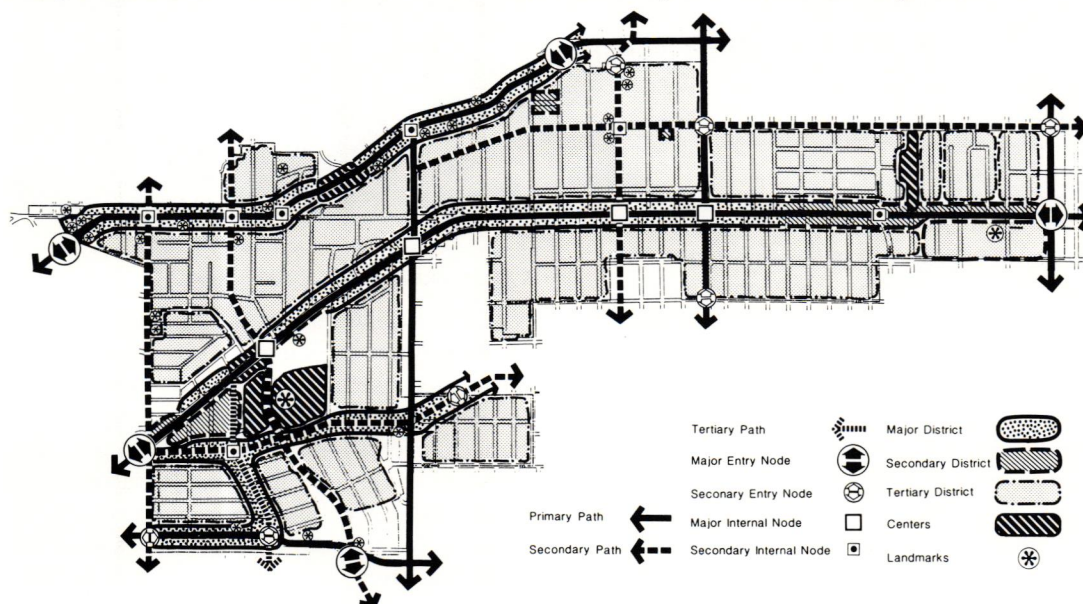 Tertiary Path
Major District
Major Entry Node
Secondary District
Seconary Entry Node
Tertiary District
Primary Path
Major Internal Node
Centers
Secondary Path
Secondary Internal Node
Landmarks